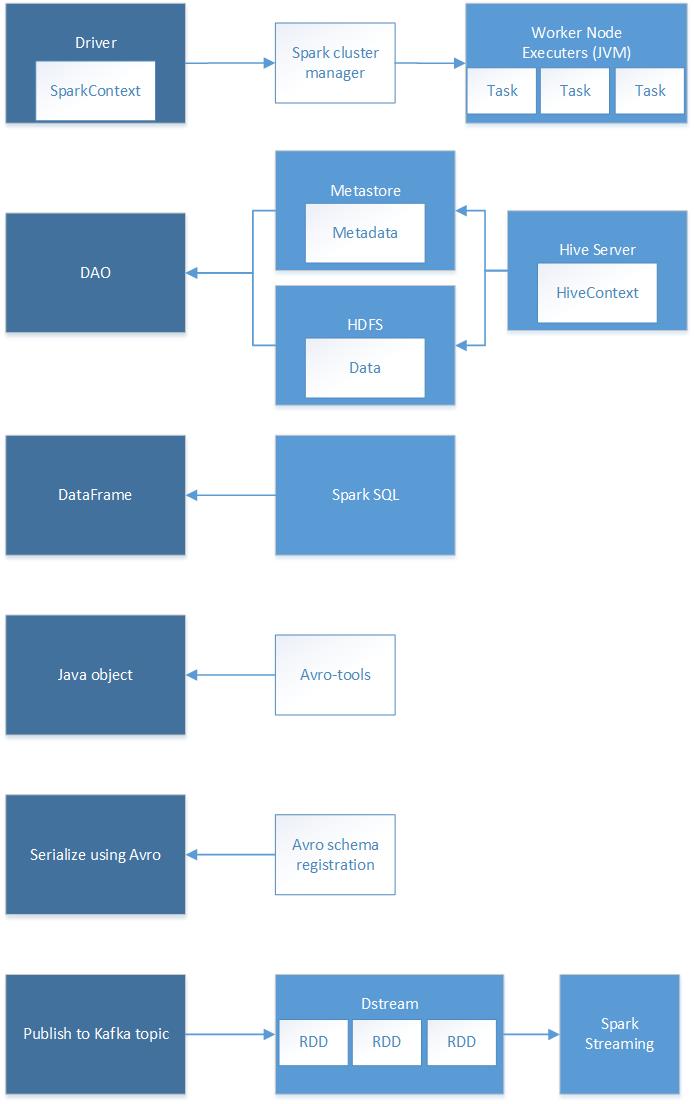 Driver
SparkContext
Spark cluster
manager
Worker Node
Executers (JVM)
Task
Task
Task
DAO
Metastore
Metadata
HDFS
Data
Hive Server
HiveContext
DataFrame
Spark SQL
Java object
Avro-tools
Serialize using Avro
Avro schema
registration
Publish to Kafka topic
Dstream
RDD
RDD
RDD
Spark
Streaming